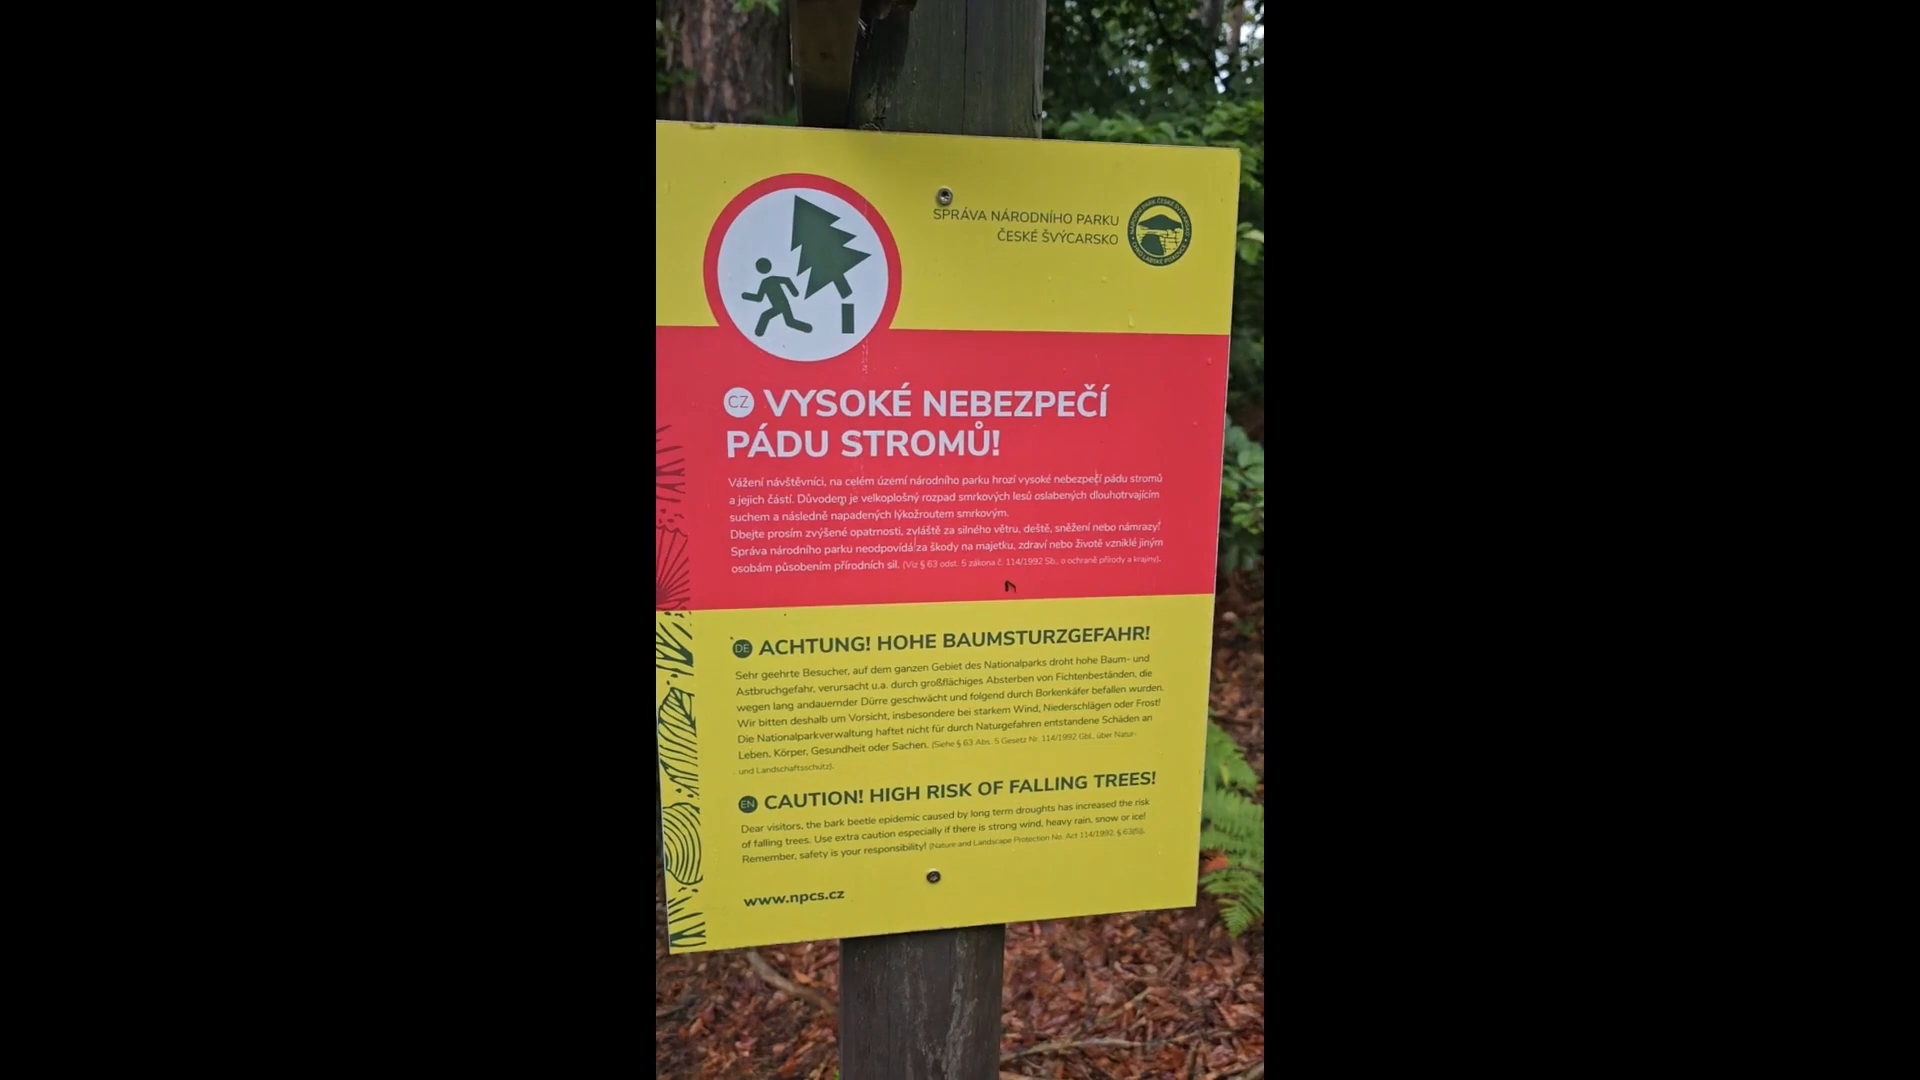 SPRÁVA NÁRODNÍHO PARKU
ČESKÉ ŠVÝCARSKO
CZ VYSOKÉ NEBEZPEČÍ
PÁDU STROMŮ!
Vážení návštěvníci, na celém území národního parku hrozí vysoké nebezpečí pádu stromů
a jejich částí. Důvodem je velkoplošný rozpad smrkových lesů oslabených dlouhotrvajícím
suchem a následně napadených lýkožroutem smrkovým.
Dbejte prosím zvýšené opatrnosti, zvláště za silného větru, deště, sněžení nebo námrazy!
Správa národního parku neodpovídá za škody na majetku, zdraví nebo životě vzniklé jiným
osobám působením přírodních sil. (Viz § 63 odst. 5 zákona č. 114/1992 Sb., o ochraně přírody a krajiny).
DE ACHTUNG! HOHE BAUMSTURZGEFAHR!
Sehr geehrte Besucher, auf dem ganzen Gebiet des Nationalparks droht hohe Baum- und
Astbruchgefahr, verursacht u.a. durch großflächiges Absterben von Fichtenbeständen, die
wegen lang andauernder Dürre geschwächt und folgend durch Borkenkäfer befallen wurden.
Wir bitten deshalb um Vorsicht, insbesondere bei starkem Wind, Niederschlägen oder Frost!
Die Nationalparkverwaltung haftet nicht für durch Naturgefahren entstandene Schäden an
Leben, Körper, Gesundheit oder Sachen. (Siehe § 63 Abs. 5 Gesetz Nr. 114/1992 Gbl., über Natur-
und Landschaftsschutz).
EN CAUTION! HIGH RISK OF FALLING TREES!
Dear visitors, the bark beetle epidemic caused by long term droughts has increased the risk
of falling trees. Use extra caution especially if there is strong wind, heavy rain, snow or ice!
Remember, safety is your responsibility! (Nature and Landscape Protection No. Act 114/1992, § 63(5)).
www.npcs.cz